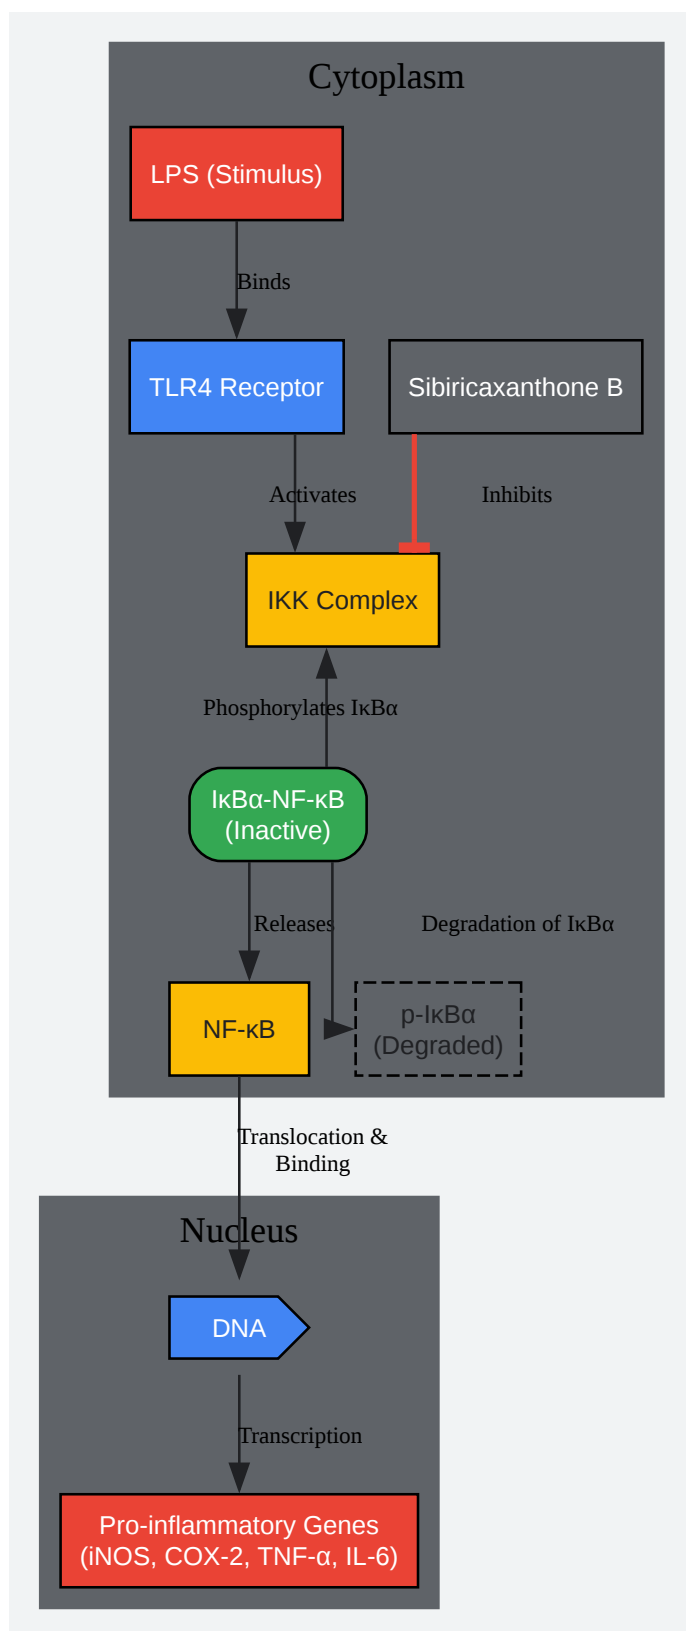 Cytoplasm
LPS (Stimulus)
Binds
TLR4 Receptor
Sibiricaxanthone B
Activates
Inhibits
IKK Complex
Phosphorylates IκBα
IκBα-NF-κB
(Inactive)
Releases
Degradation of IκBα
NF-κB
p-IκBα
(Degraded)
Translocation &
Binding
Nucleus
DNA
Transcription
Pro-inflammatory Genes
(iNOS, COX-2, TNF-α, IL-6)